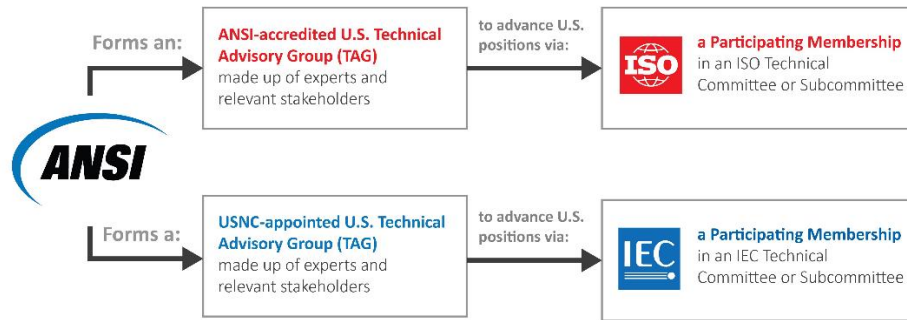 Forms an:
ANSI-accredited U.S. Technical
Advisory Group (TAG)
made up of experts and
relevant stakeholders
to advance U.S.
positions via:
ISO
a Participating Membership
in an ISO Technical
Committee or Subcommittee
ANSI
Forms a:
USNC-appointed U.S. Technical
Advisory Group (TAG)
made up of experts and
relevant stakeholders
to advance U.S.
positions via:
IEC
a Participating Membership
in an IEC Technical
Committee or Subcommittee